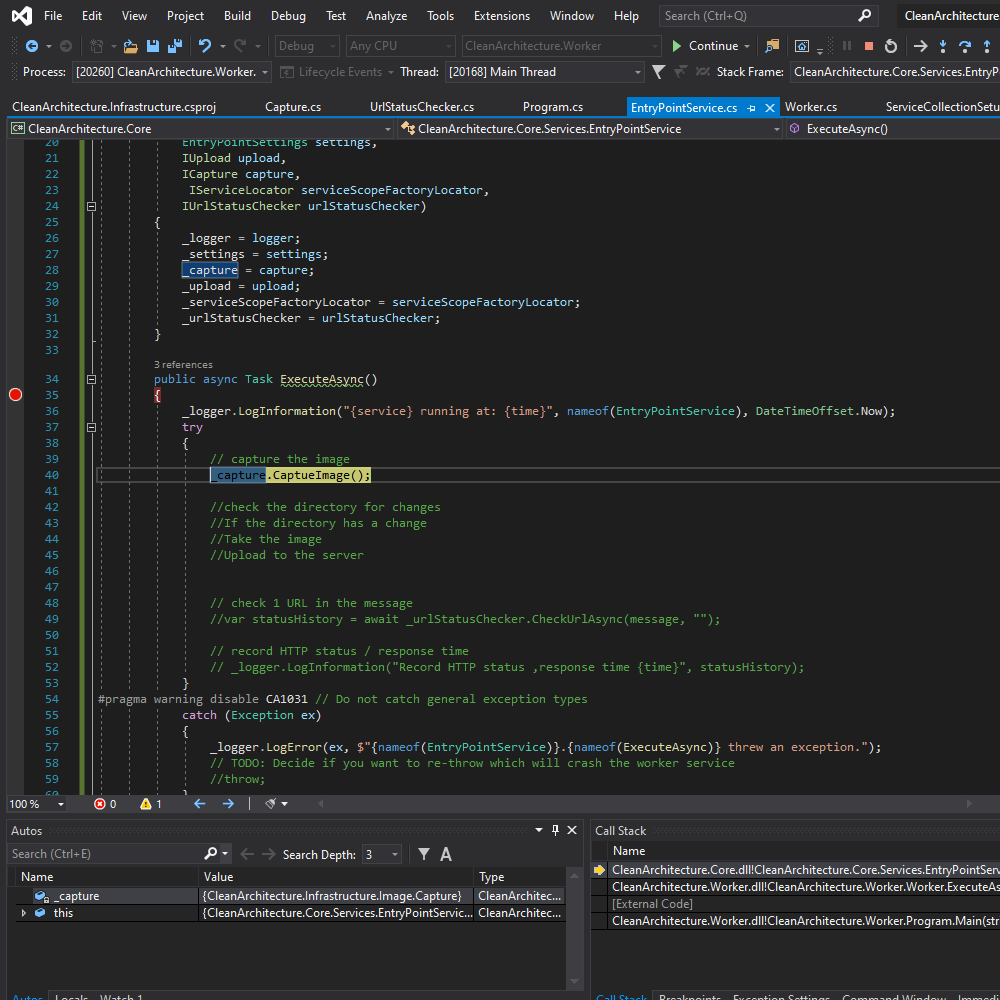 File Edit View Project Build Debug Test Analyze Tools Extensions Window Help Search (Ctrl+Q) CleanArchitecture
Debug Any CPU CleanArchitecture.Worker Continue
Process: [20260] CleanArchitecture.Worker. Lifecycle Events Thread: [20168] Main Thread Stack Frame: CleanArchitecture.Core.Services.EntryP
CleanArchitecture.Infrastructure.csproj Capture.cs UrlStatusChecker.cs Program.cs EntryPointService.cs Worker.cs ServiceCollectionSetu
C# CleanArchitecture.Core CleanArchitecture.Core.Services.EntryPointService ExecuteAsync()
20 EntryPointSettings settings,
21 IUpload upload,
22 ICapture capture,
23 IServiceLocator serviceScopeFactoryLocator,
24 IUrlStatusChecker urlStatusChecker)
25 {
26 _logger = logger;
27 _settings = settings;
28 _capture = capture;
29 _upload = upload;
30 _serviceScopeFactoryLocator = serviceScopeFactoryLocator;
31 _urlStatusChecker = urlStatusChecker;
32 }
33
3 references
34 public async Task ExecuteAsync()
35 {
36 _logger.LogInformation("{service} running at: {time}", nameof(EntryPointService), DateTimeOffset.Now);
37 try
38 {
39 // capture the image
40 _capture.CaptueImage();
41
42 //check the directory for changes
43 //If the directory has a change
44 //Take the image
45 //Upload to the server
46
47
48 // check 1 URL in the message
49 //var statusHistory = await _urlStatusChecker.CheckUrlAsync(message, "");
50
51 // record HTTP status / response time
52 // _logger.LogInformation("Record HTTP status ,response time {time}", statusHistory);
53 }
54 #pragma warning disable CA1031 // Do not catch general exception types
55 catch (Exception ex)
56 {
57 _logger.LogError(ex, $"{nameof(EntryPointService)}.{nameof(ExecuteAsync)} threw an exception.");
58 // TODO: Decide if you want to re-throw which will crash the worker service
59 //throw;
60 }
100 % 0 1
Autos
Search (Ctrl+E) Search Depth: 3 A
Name Value Type
_capture {CleanArchitecture.Infrastructure.Image.Capture} CleanArchitec...
this {CleanArchitecture.Core.Services.EntryPointServic... CleanArchitec...
Autos Locals Watch 1
Call Stack
Name
CleanArchitecture.Core.dll!CleanArchitecture.Core.Services.EntryPointServ
CleanArchitecture.Worker.dll!CleanArchitecture.Worker.Worker.ExecuteAs
[External Code]
CleanArchitecture.Worker.dll!CleanArchitecture.Worker.Program.Main(str
Call Stack Breakpoints Exception Settings Command Window Immedi